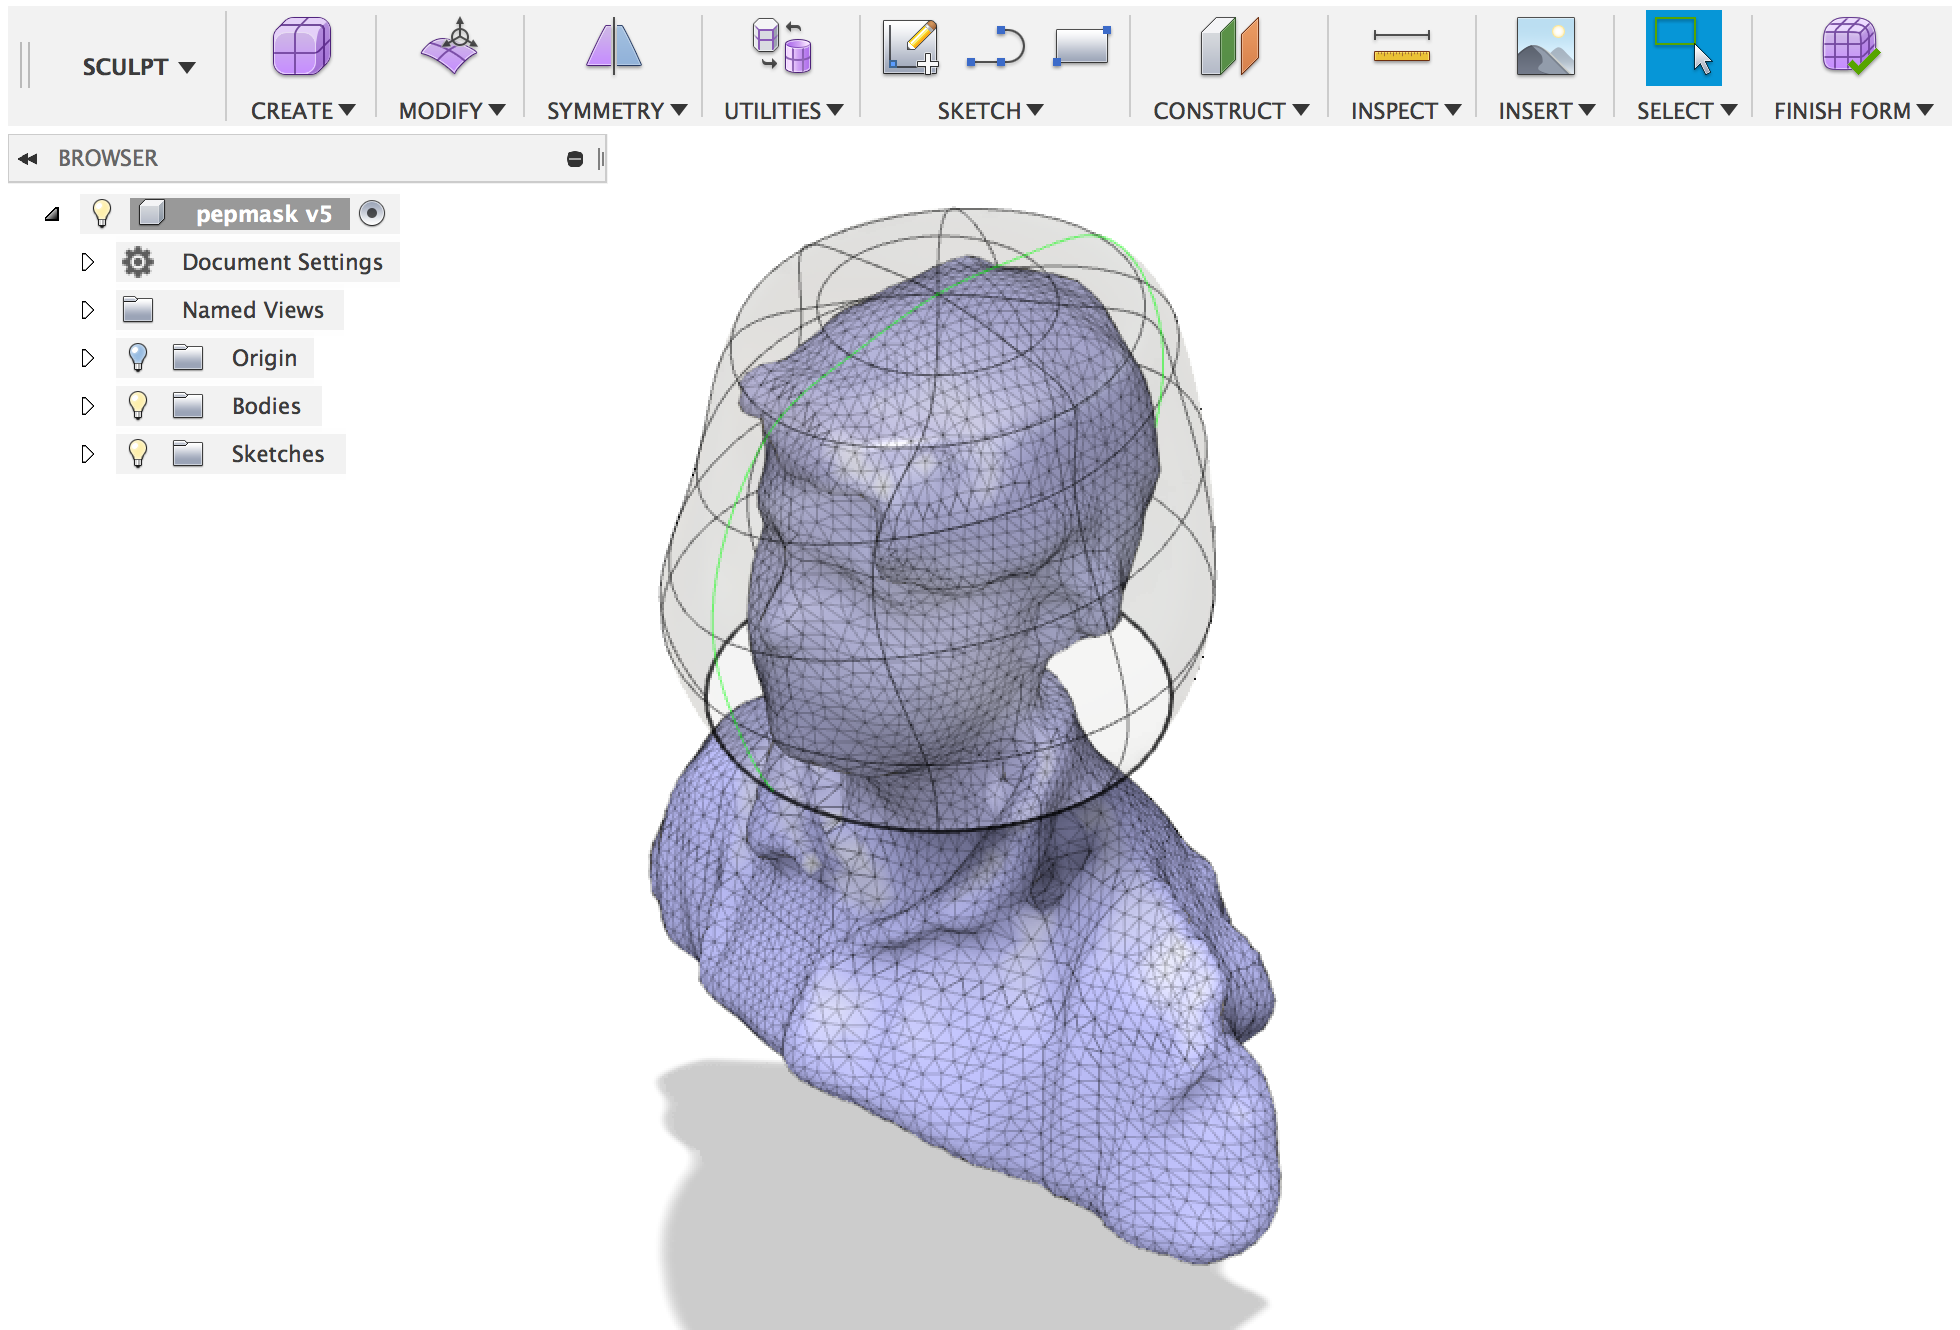 SCULPT
CREATE MODIFY SYMMETRY UTILITIES SKETCH CONSTRUCT INSPECT INSERT SELECT FINISH FORM
BROWSER
pepmask v5
Document Settings
Named Views
Origin
Bodies
Sketches